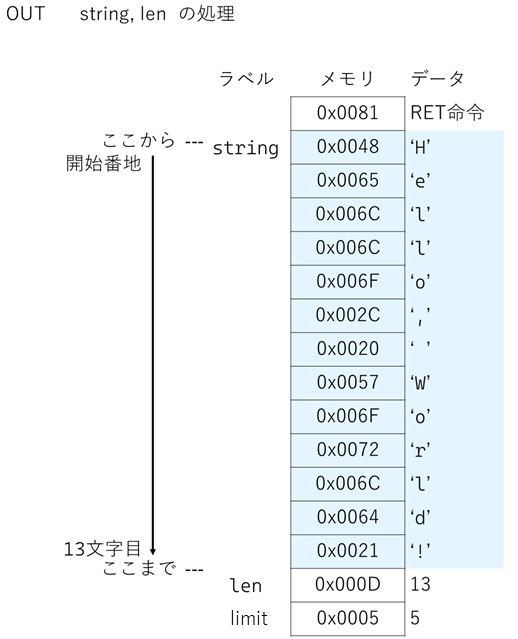 OUT string, len の処理
ラベル メモリ データ
0x0081 RET命令
ここから --- string 0x0048 ‘H’
開始番地
0x0065 ‘e’
0x006C ‘l’
0x006C ‘l’
0x006F ‘o’
0x002C ‘,’
0x0020 ‘ ’
0x0057 ‘W’
0x006F ‘o’
0x0072 ‘r’
0x006C ‘l’
0x0064 ‘d’
13文字目 0x0021 ‘!’
ここまで ---
len 0x000D 13
limit 0x0005 5